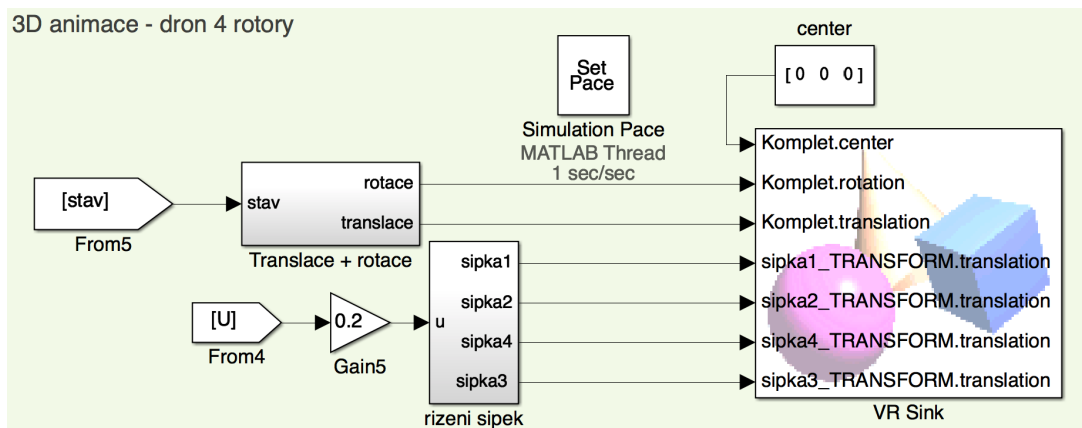 3D animace - dron 4 rotory
center
[0 0 0]
Set
Pace
Simulation Pace
MATLAB Thread
1 sec/sec
[stav]
From5
stav
rotace
translace
Translace + rotace
[U]
From4
0.2
Gain5
u
sipka1
sipka2
sipka4
sipka3
rizeni sipek
Komplet.center
Komplet.rotation
Komplet.translation
sipka1_TRANSFORM.translation
sipka2_TRANSFORM.translation
sipka4_TRANSFORM.translation
sipka3_TRANSFORM.translation
VR Sink